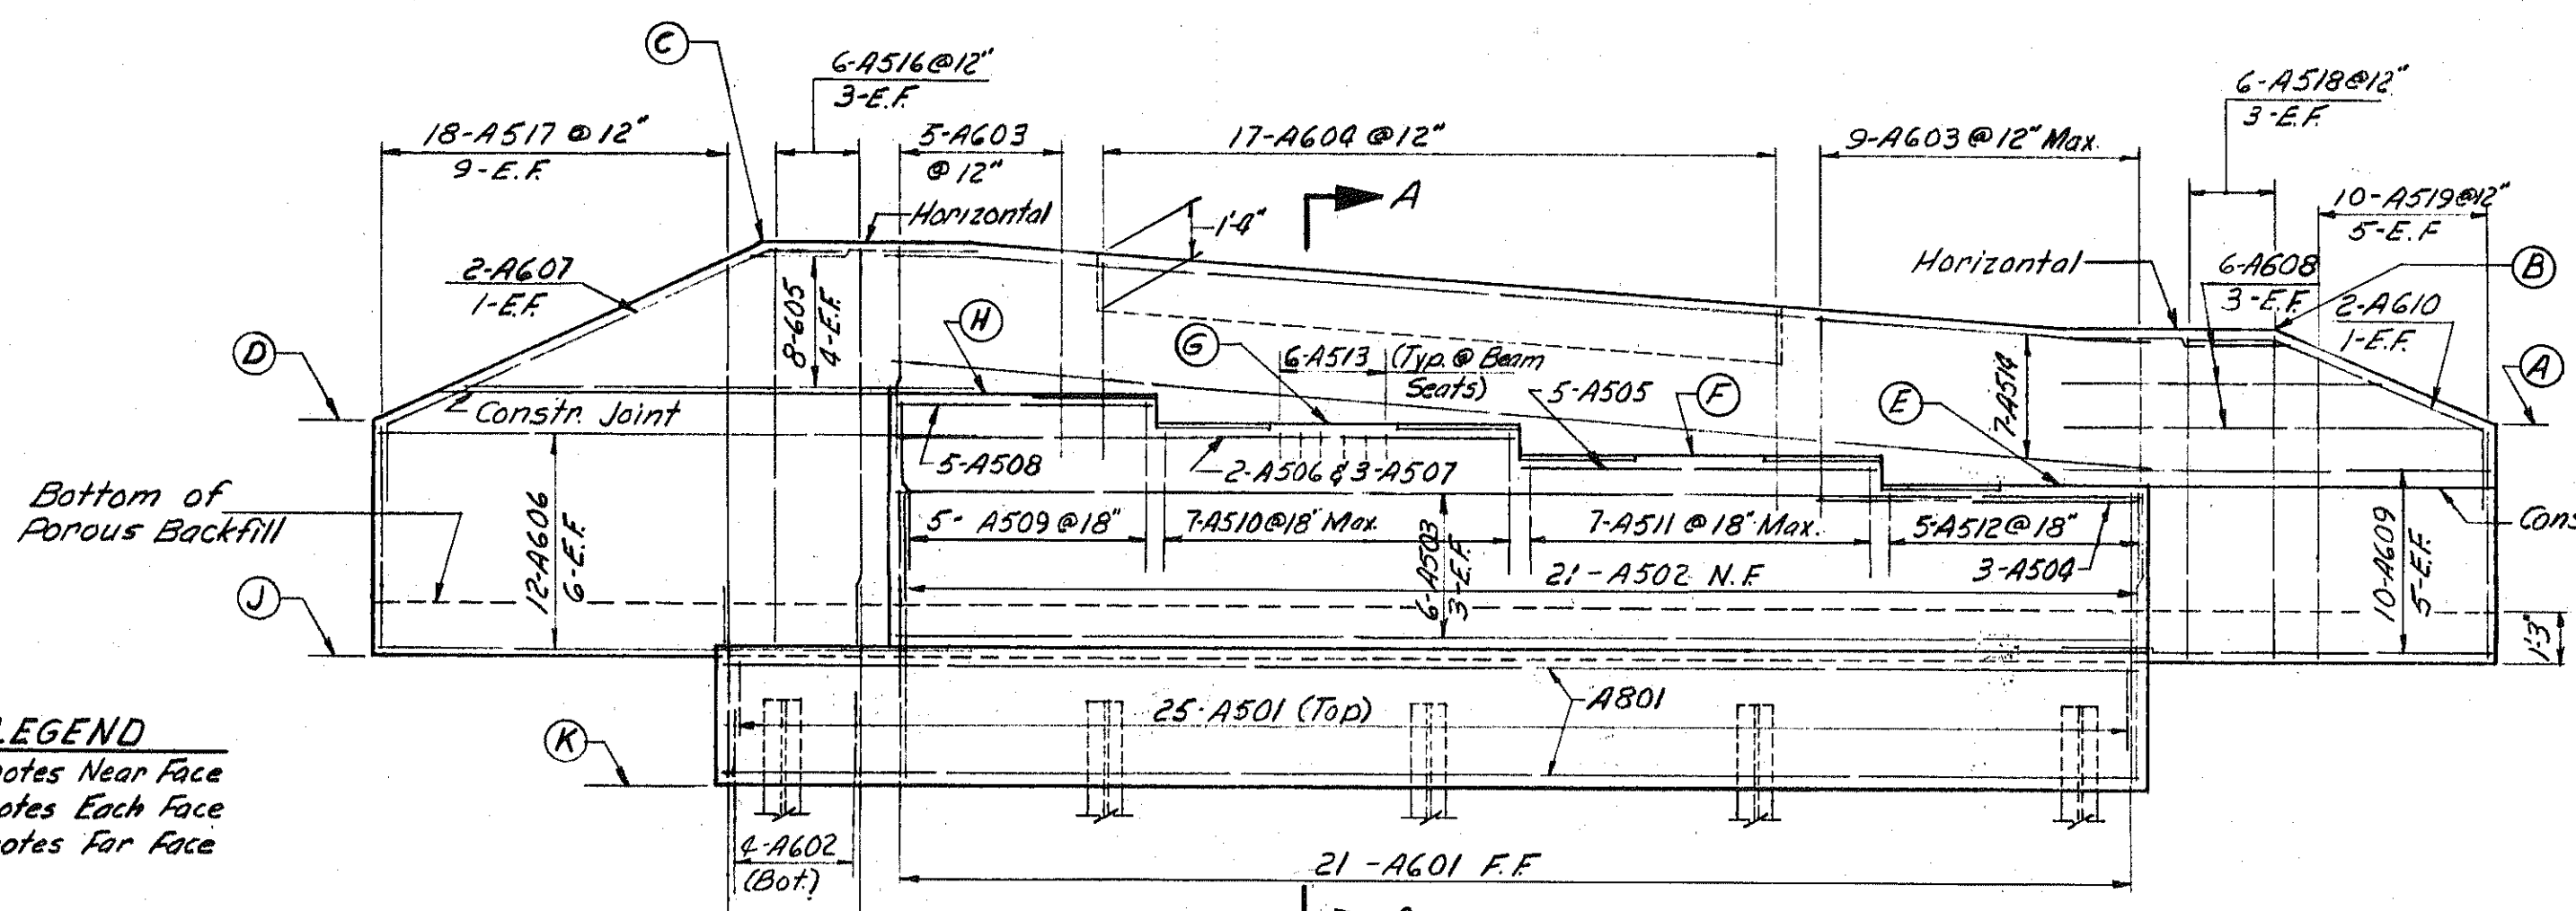 C
6-A516@12"
3-E.F.
6-A518@12"
3-E.F.
18-A517 @ 12"
9-E.F.
5-A603
@ 12"
17-A604 @ 12"
9-A603 @ 12" Max.
10-A519@12"
5-E.F
A
Horizontal
1'-4"
Horizontal
6-A608
3-E.F.
B
2-A607
1-E.F.
2-A610
1-E.F.
8-605
4-E.F.
H
D
G
6-A513 (Typ. @ Beam
Seats)
7-A514
A
5-A505
F
E
Constr. Joint
5-A508
2-A506 & 3-A507
Bottom of
Porous Backfill
12-A606
6-E.F.
5- A509 @18"
7-A510@18" Max.
7-A511 @ 18" Max.
5-A512@18"
Cons
6-A503
3-E.F.
21-A502 N.F.
3-A504
10-A609
5-E.F.
J
1'-3"
A801
25-A501 (Top)
K
LEGEND
notes Near Face
notes Each Face
notes Far Face
4-A602
(Bot.)
21-A601 F.F.